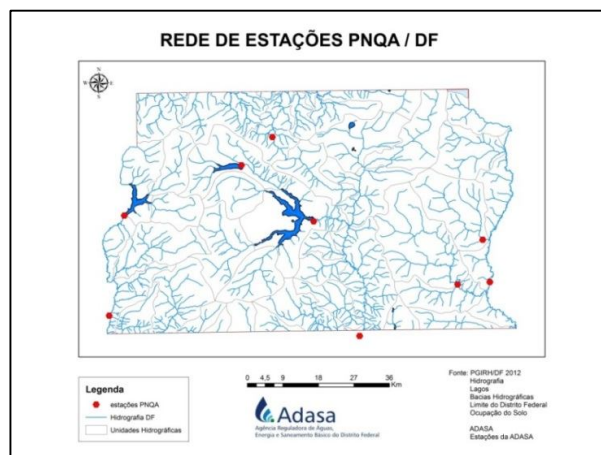 REDE DE ESTAÇÕES PNQA / DF
N
W
E
S
Legenda
estações PNQA
Hidrografia DF
Unidades Hidrográficas
0 4,5 9 18 27 36
Km
Adasa
Agência Reguladora de Águas,
Energia e Saneamento Básico do Distrito Federal
Fonte: PGIRH/DF 2012
Hidrografia
Lagos
Bacias Hidrográficas
Limite do Distrito Federal
Ocupação do Solo
ADASA
Estações da ADASA